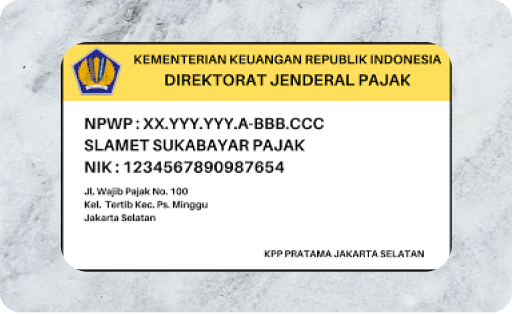 KEMENTERIAN KEUANGAN REPUBLIK INDONESIA
DIREKTORAT JENDERAL PAJAK
NPWP : XX.YYY.YYY.A-BBB.CCC
SLAMET SUKABAYAR PAJAK
NIK : 1234567890987654
Jl. Wajib Pajak No. 100
Kel. Tertib Kec. Ps. Minggu
Jakarta Selatan
KPP PRATAMA JAKARTA SELATAN